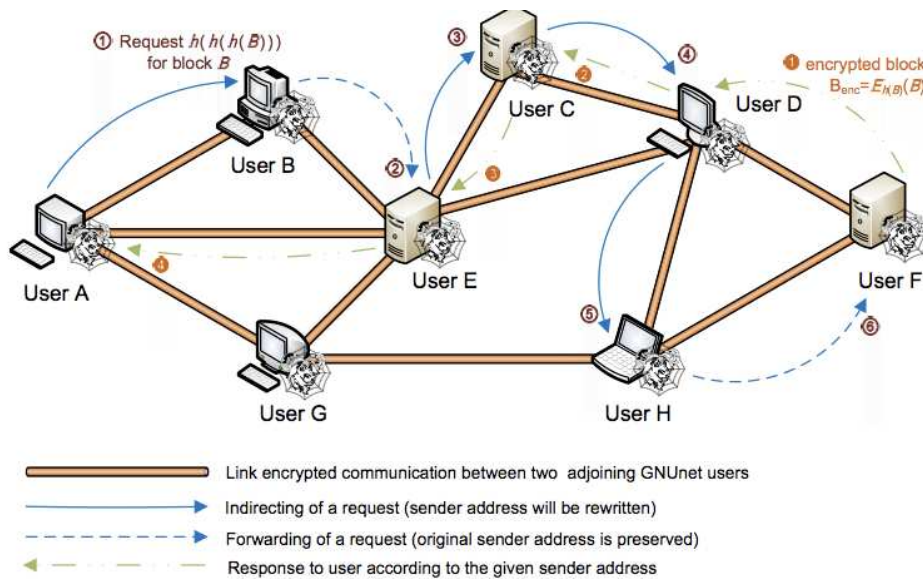 ① Request h(h(h(B)))
for block B
③
④
❶ encrypted block
B_enc=E_h(B)(B)
❷
User C
User D
User B
②
❸
User A
❹
User E
User F
⑤
⑥
User G
User H
Link encrypted communication between two adjoining GNUnet users
Indirecting of a request (sender address will be rewritten)
Forwarding of a request (original sender address is preserved)
Response to user according to the given sender address